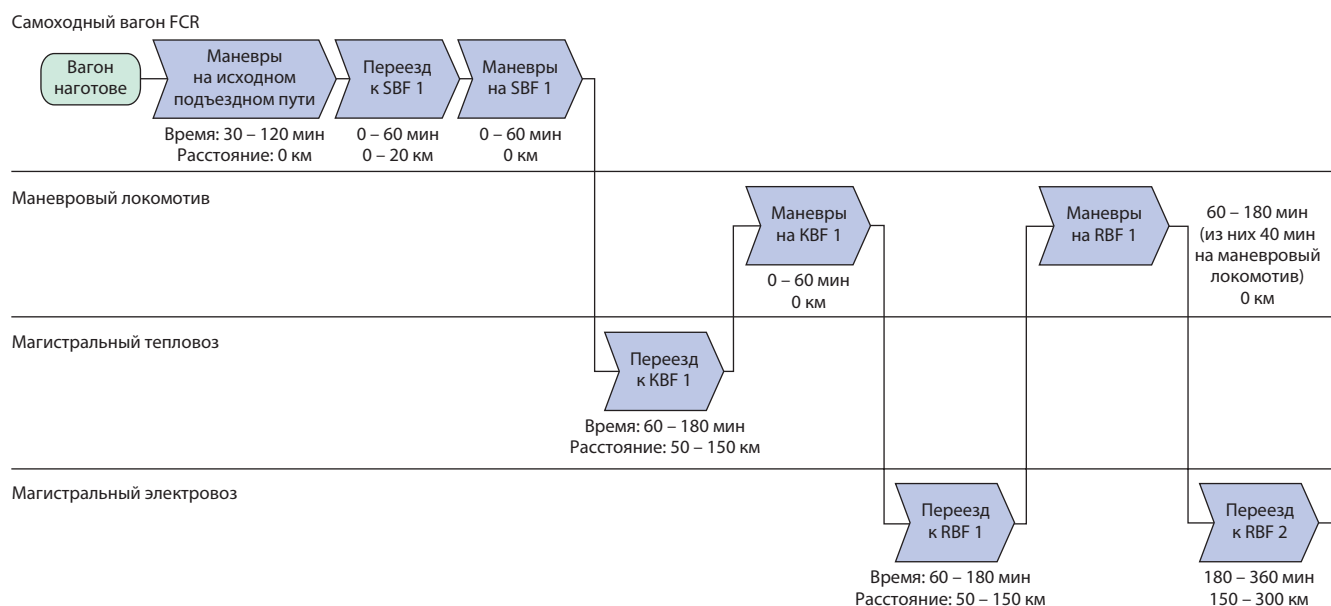 Самоходный вагон FCR
Вагон
наготове
Маневры
на исходном
подъездном пути
Переезд
к SBF 1
Маневры
на SBF 1
Время: 30 – 120 мин
Расстояние: 0 км
0 – 60 мин
0 – 20 км
0 – 60 мин
0 км
Маневровый локомотив
Маневры
на KBF 1
0 – 60 мин
0 км
Маневры
на RBF 1
60 – 180 мин
(из них 40 мин
на маневровый
локомотив)
0 км
Магистральный тепловоз
Переезд
к KBF 1
Время: 60 – 180 мин
Расстояние: 50 – 150 км
Магистральный электровоз
Переезд
к RBF 1
Время: 60 – 180 мин
Расстояние: 50 – 150 км
Переезд
к RBF 2
180 – 360 мин
150 – 300 км